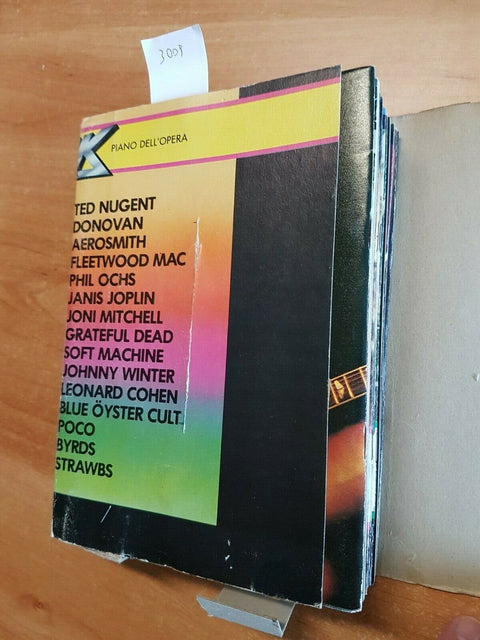 3009
PIANO DELL'OPERA
TED NUGENT
DONOVAN
AEROSMITH
FLEETWOOD MAC
PHIL OCHS
JANIS JOPLIN
JONI MITCHELL
GRATEFUL DEAD
SOFT MACHINE
JOHNNY WINTER
LEONARD COHEN
BLUE ÖYSTER CULT
POCO
BYRDS
STRAWBS